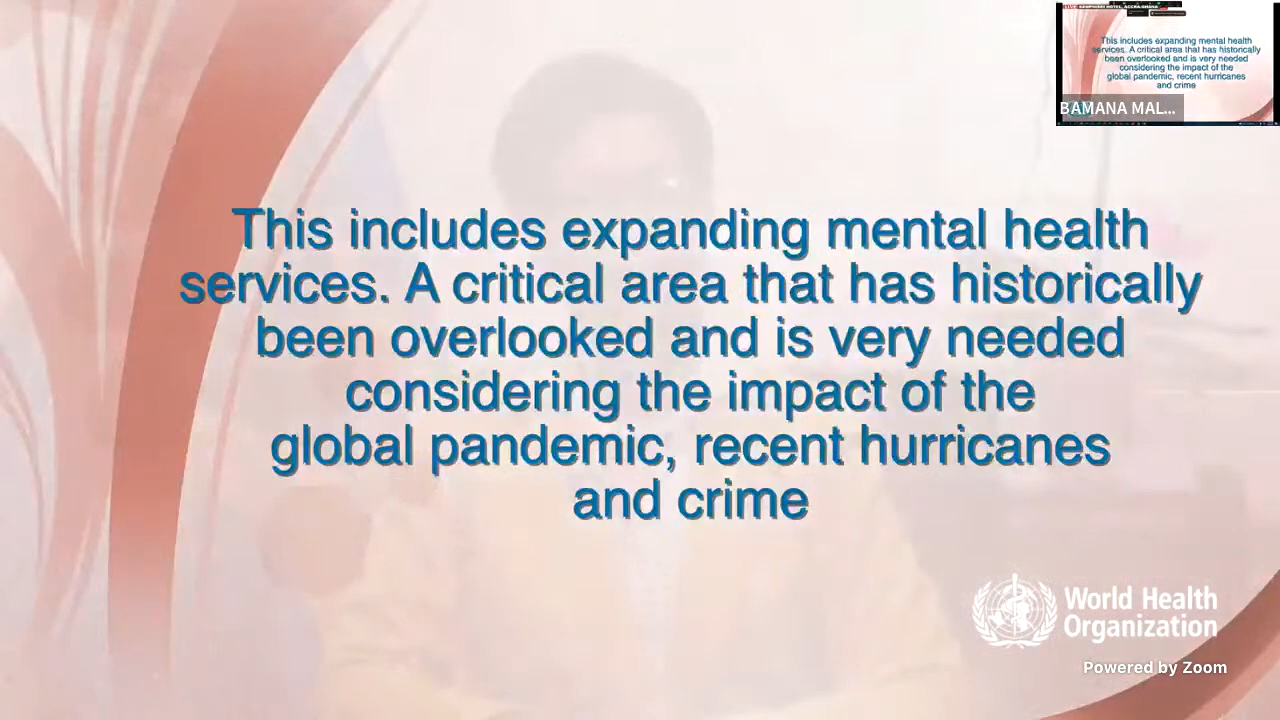 This includes expanding mental health
services. A critical area that has historically
been overlooked and is very needed
considering the impact of the
global pandemic, recent hurricanes
and crime
This includes expanding mental health
services. A critical area that has historically
been overlooked and is very needed
considering the impact of the
global pandemic, recent hurricanes
and crime
BAMANA MAL...
World Health
Organization
Powered by Zoom